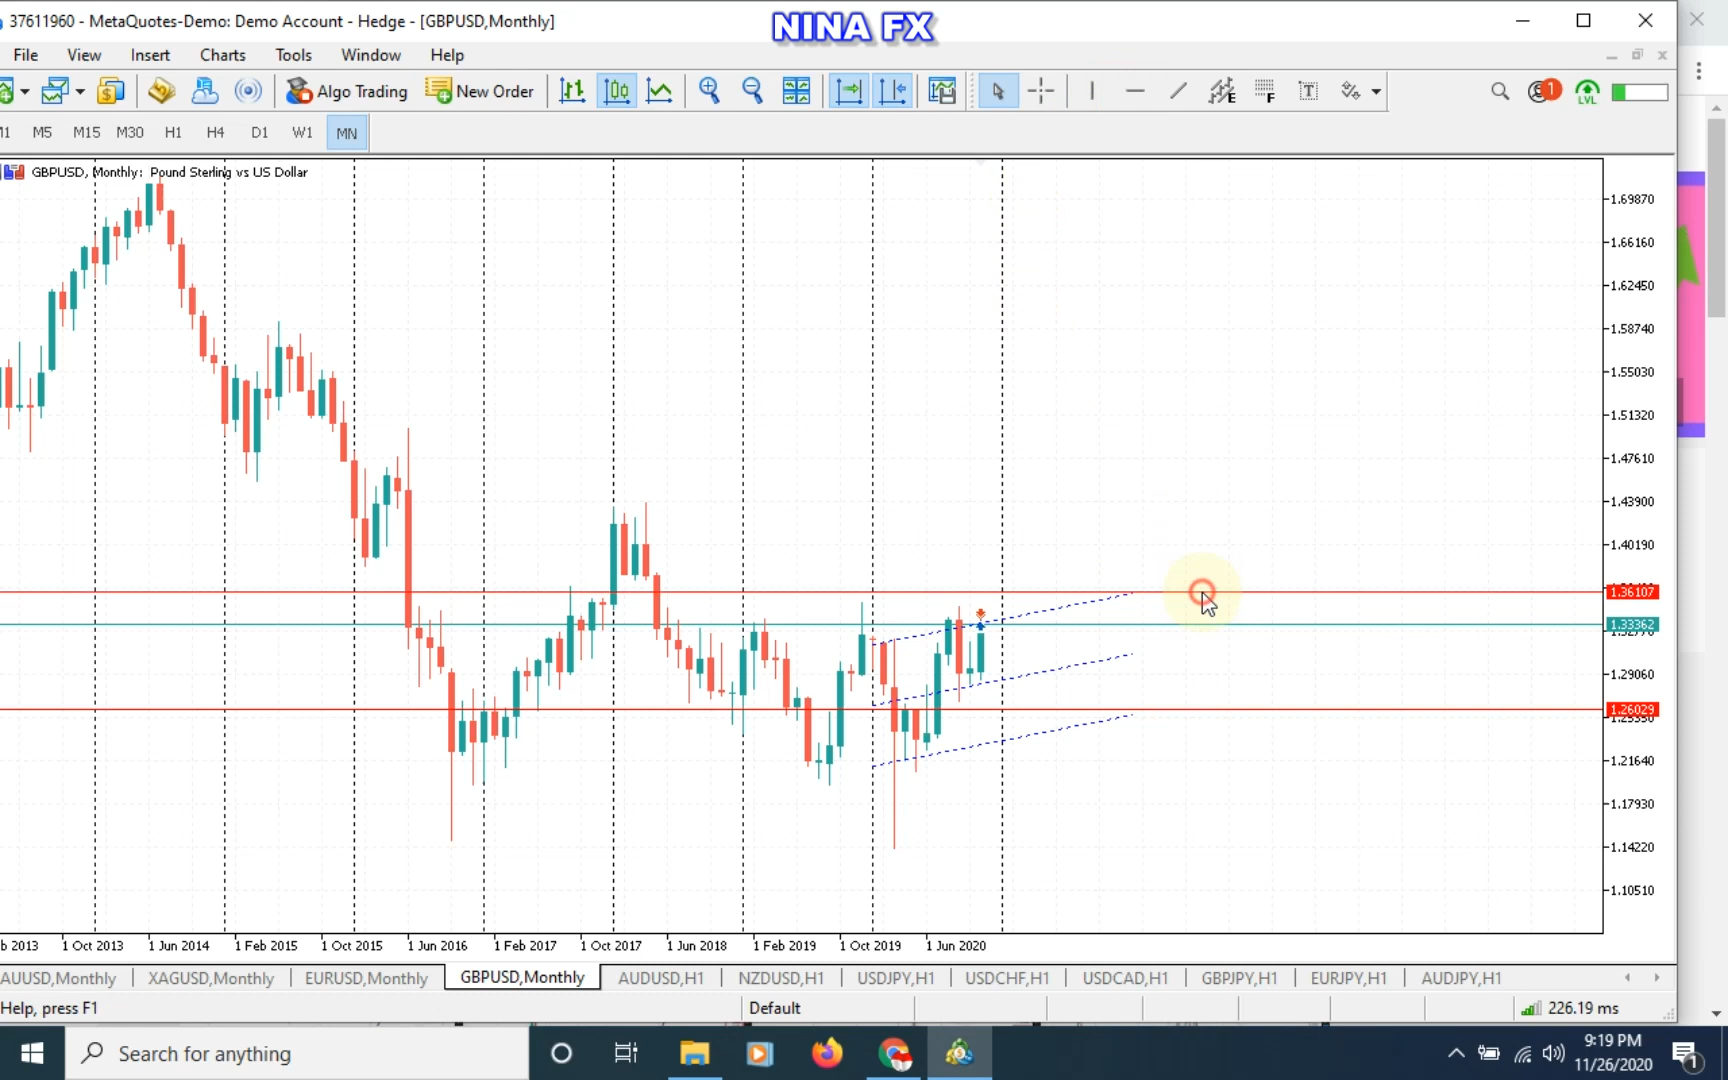 37611960 - MetaQuotes-Demo: Demo Account - Hedge - [GBPUSD,Monthly]
NINA FX
File View Insert Charts Tools Window Help
Algo Trading New Order
1
LVL
M5 M15 M30 H1 H4 D1 W1 MN
GBPUSD, Monthly: Pound Sterling vs US Dollar
1.69870
1.66160
1.62450
1.58740
1.55030
1.51320
1.47610
1.43900
1.40190
1.36107
1.33362
1.29060
1.26029
1.21640
1.17930
1.14220
1.10510
b 2013 1 Oct 2013 1 Jun 2014 1 Feb 2015 1 Oct 2015 1 Jun 2016 1 Feb 2017 1 Oct 2017 1 Jun 2018 1 Feb 2019 1 Oct 2019 1 Jun 2020
AUUSD,Monthly XAGUSD,Monthly EURUSD,Monthly GBPUSD,Monthly AUDUSD,H1 NZDUSD,H1 USDJPY,H1 USDCHF,H1 USDCAD,H1 GBPJPY,H1 EURJPY,H1 AUDJPY,H1
Help, press F1 Default 226.19 ms
Search for anything
9:19 PM
11/26/2020
1